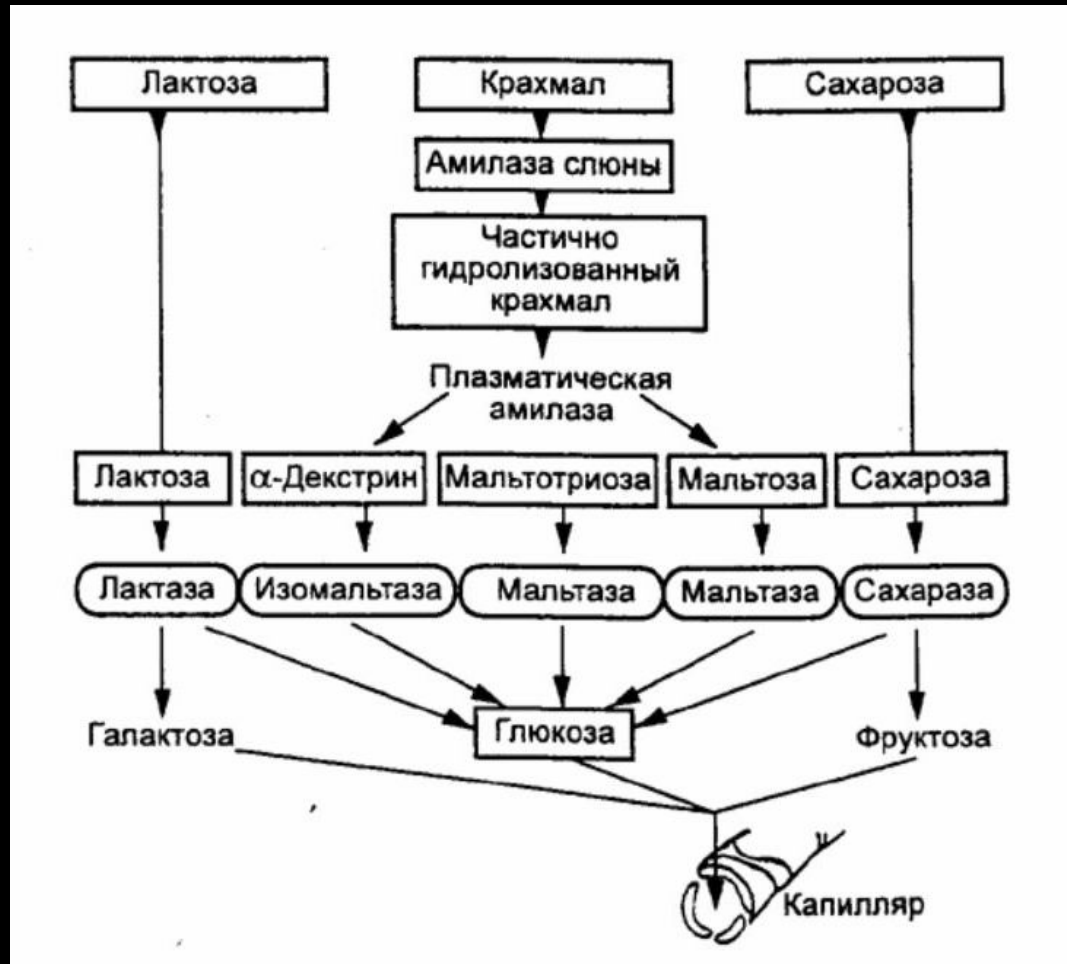 Лактоза
Крахмал
Сахароза
Амилаза слюны
Частично
гидролизованный
крахмал
Плазматическая
амилаза
Лактоза
α-Декстрин
Мальтотриоза
Мальтоза
Сахароза
Лактаза
Изомальтаза
Мальтаза
Мальтаза
Сахараза
Галактоза
Глюкоза
Фруктоза
Капилляр